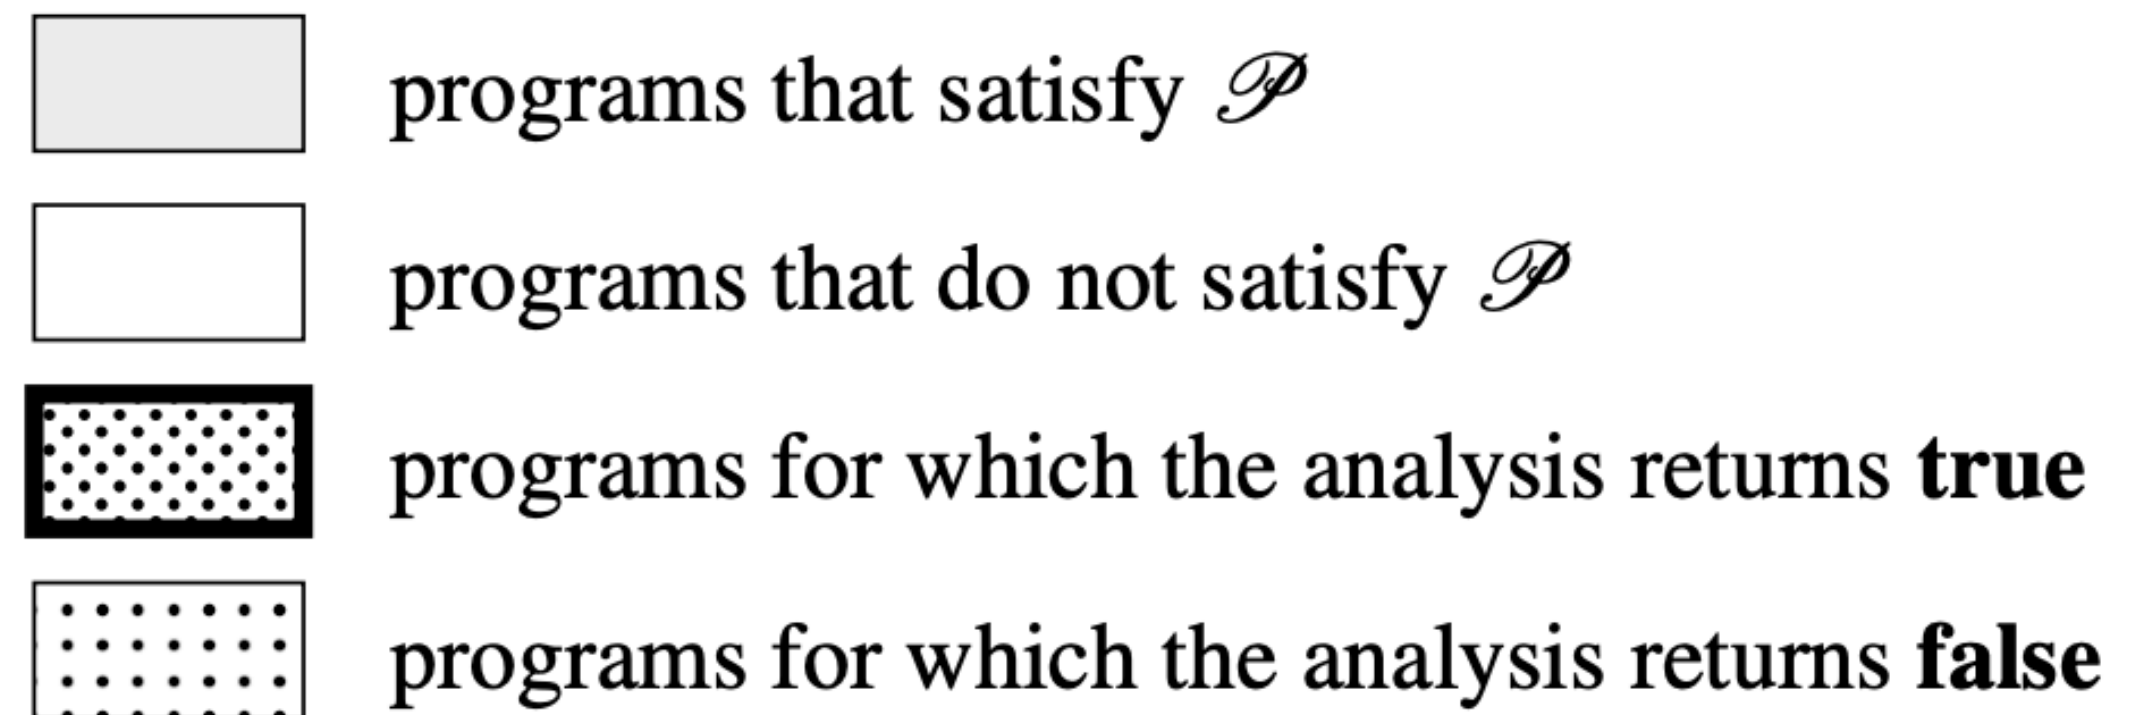 programs that satisfy 𝒫
programs that do not satisfy 𝒫
programs for which the analysis returns true
programs for which the analysis returns false